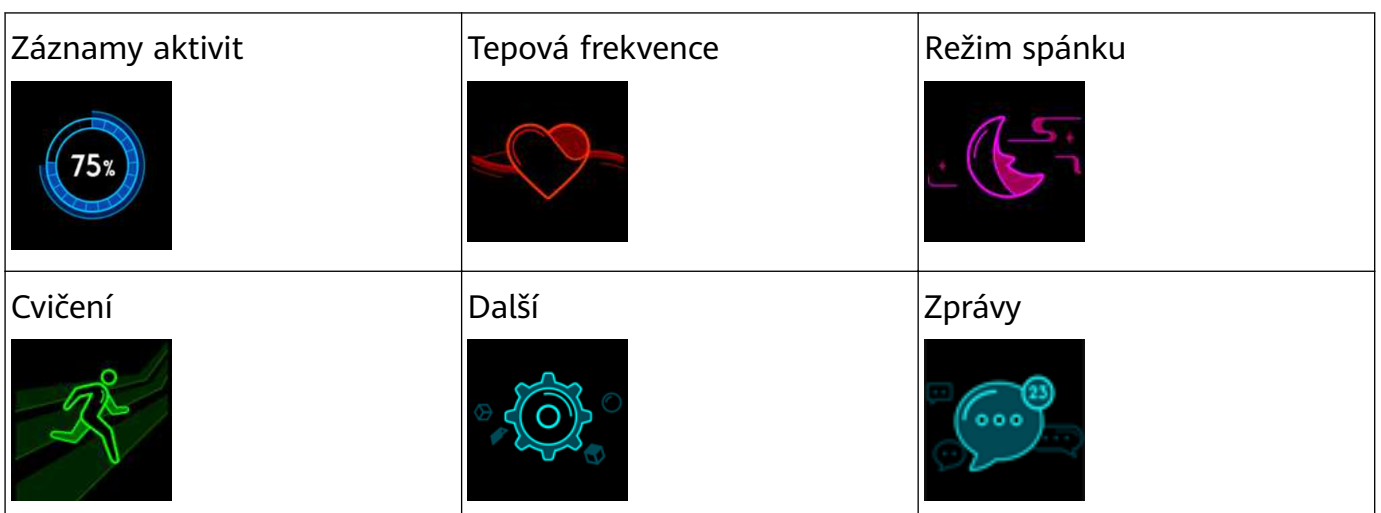 Záznamy aktivit
75%
Tepová frekvence
Režim spánku
Cvičení
Další
Zprávy
23